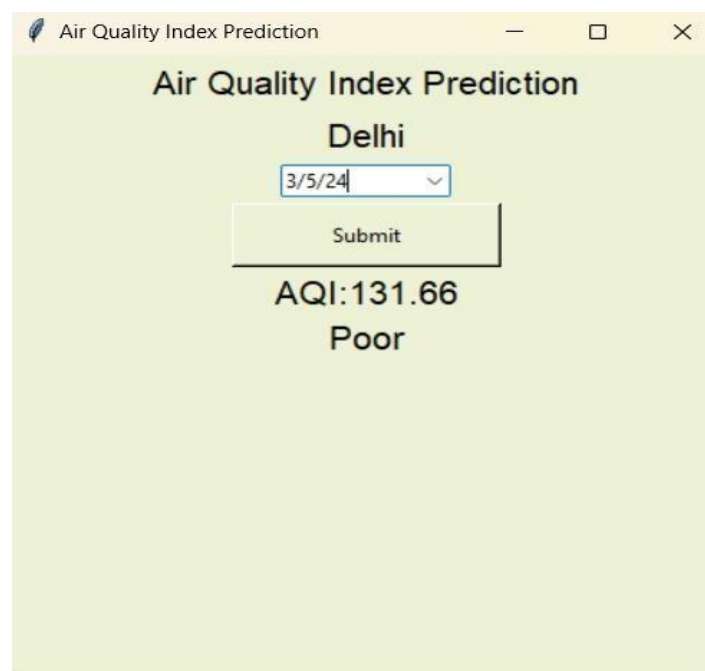 Air Quality Index Prediction
Air Quality Index Prediction
Delhi
3/5/24
Submit
AQI:131.66
Poor